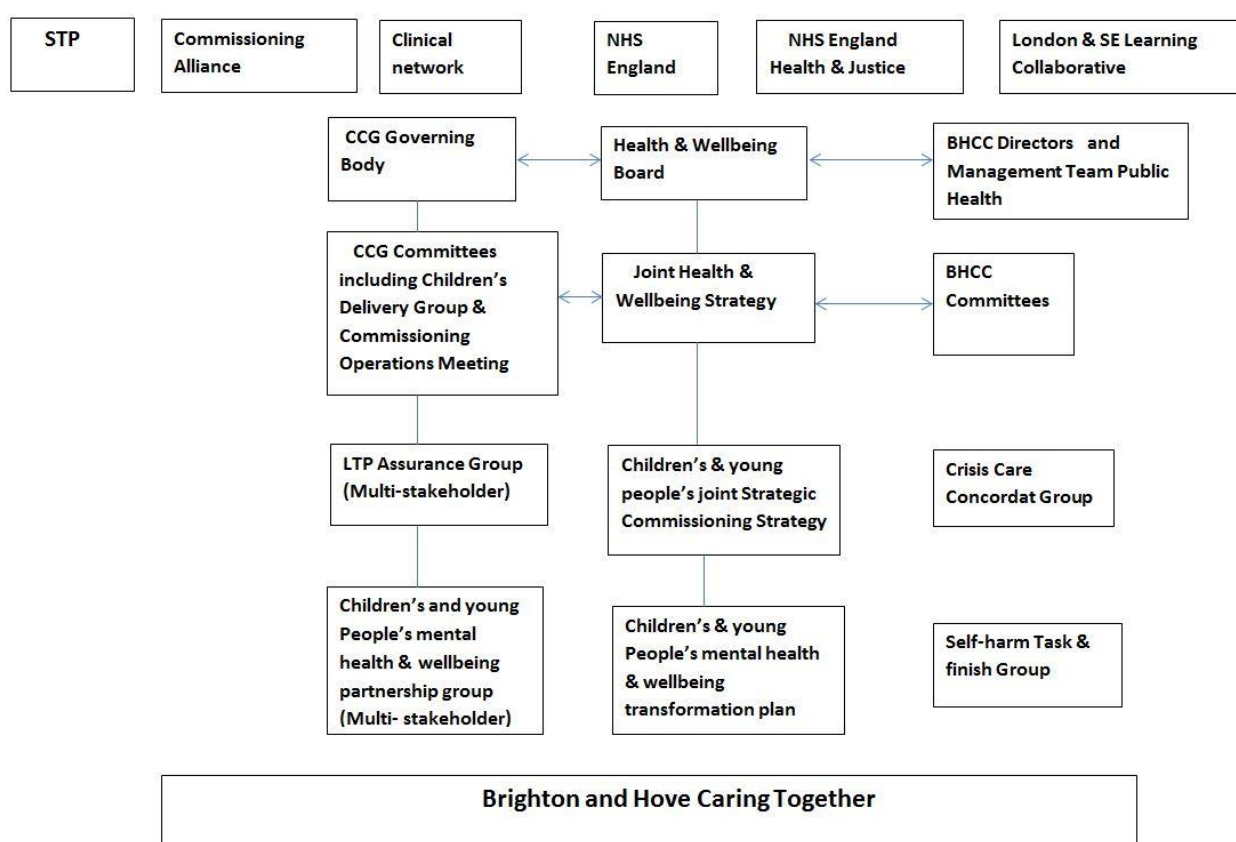 STP
Commissioning
Alliance
Clinical
network
NHS
England
NHS England
Health & Justice
London & SE Learning
Collaborative
CCG Governing
Body
Health & Wellbeing
Board
BHCC Directors and
Management Team Public
Health
CCG Committees
including Children’s
Delivery Group &
Commissioning
Operations Meeting
Joint Health &
Wellbeing Strategy
BHCC
Committees
LTP Assurance Group
(Multi-stakeholder)
Children’s & young
people’s joint Strategic
Commissioning Strategy
Crisis Care
Concordat Group
Children’s and young
People’s mental
health & wellbeing
partnership group
(Multi- stakeholder)
Children’s & young
People’s mental health
& wellbeing
transformation plan
Self-harm Task &
finish Group
Brighton and Hove Caring Together